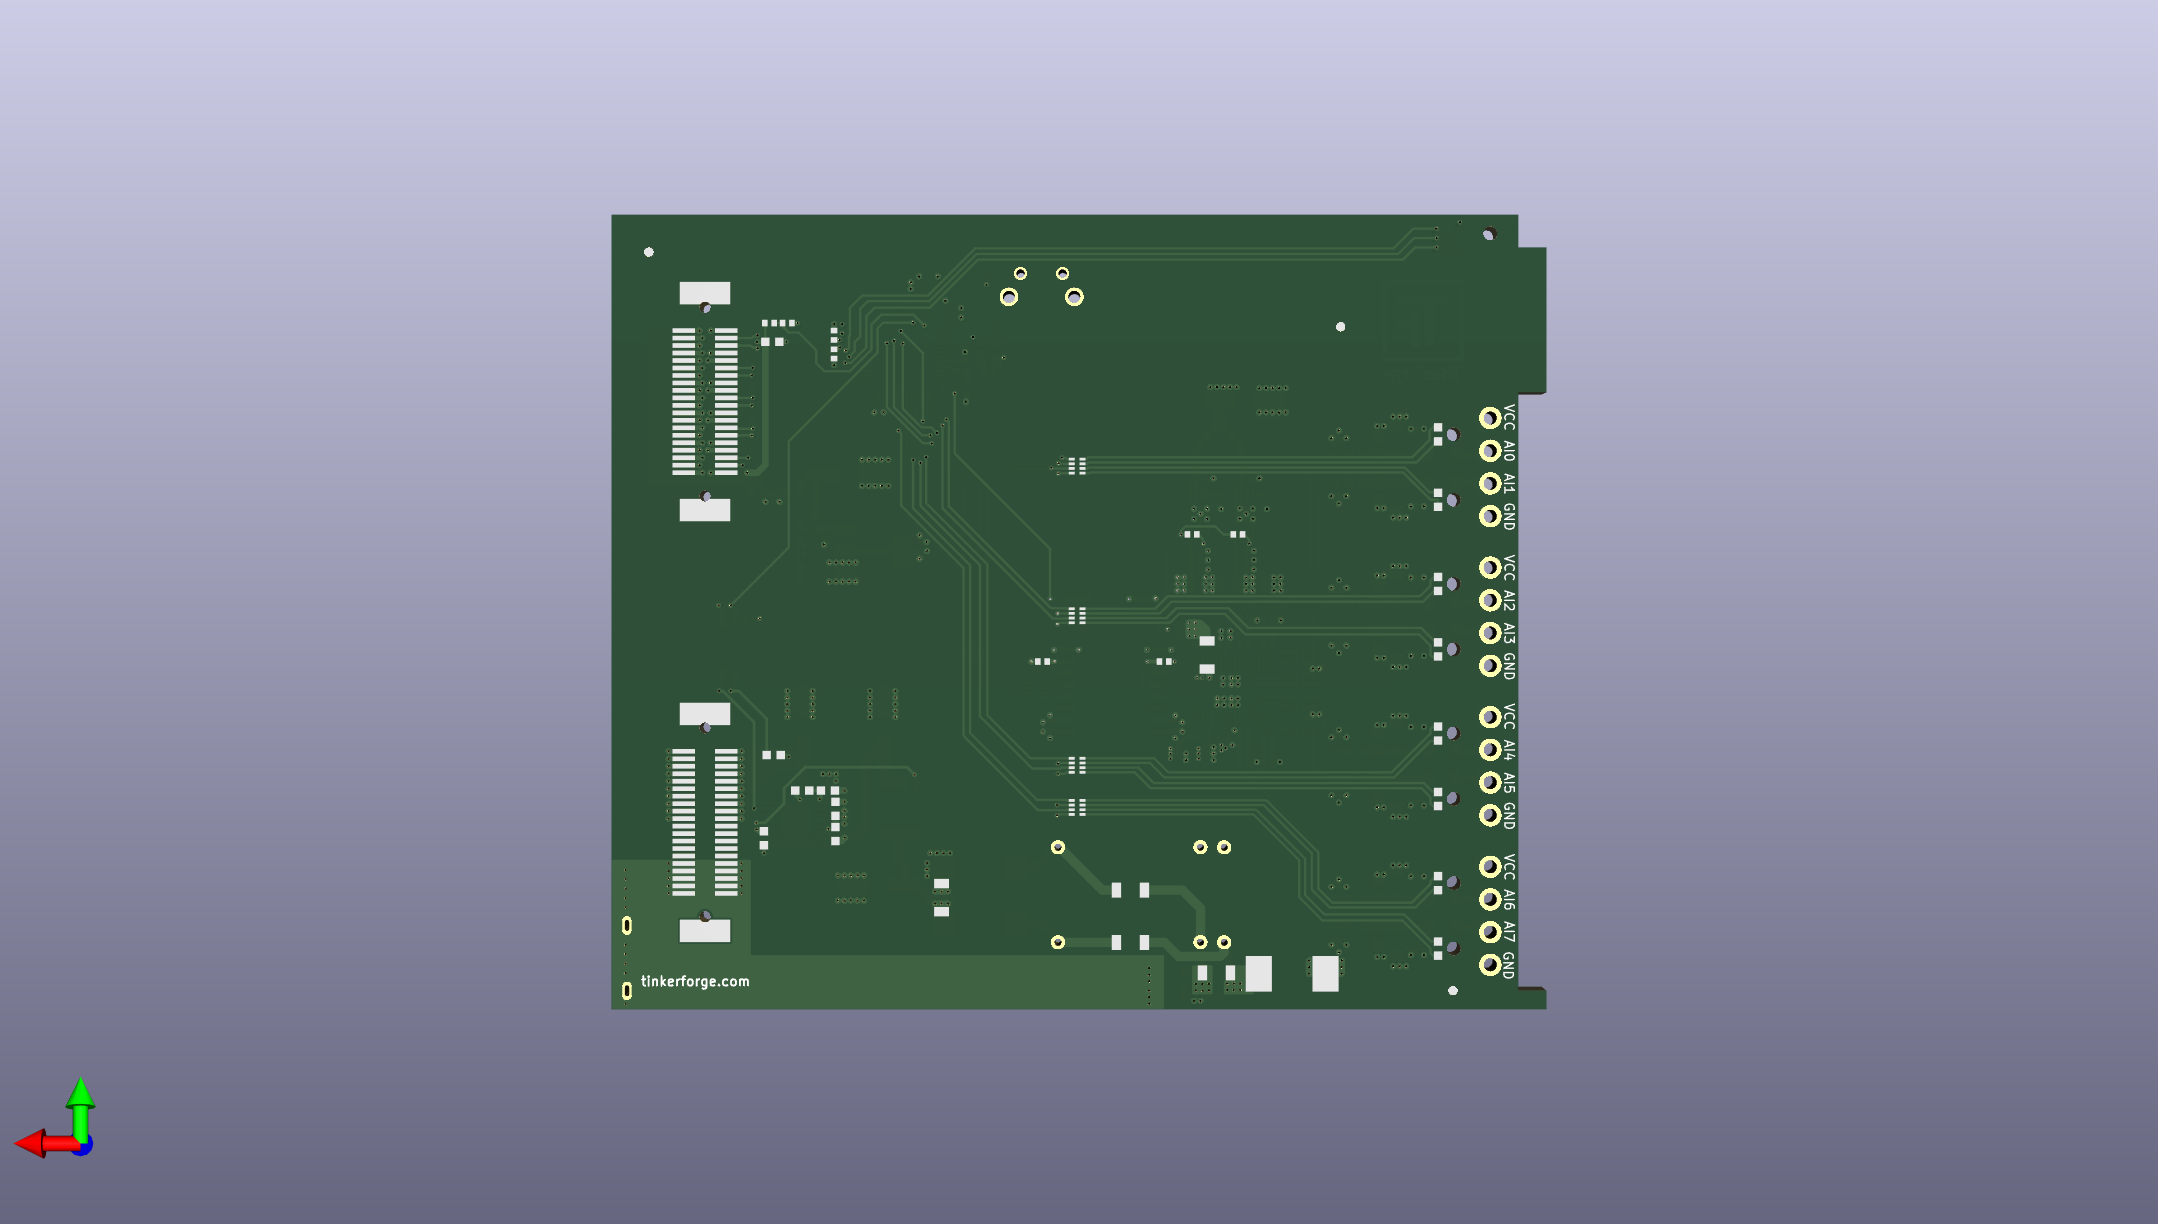 VCC
AI0
AI1
GND
VCC
AI2
AI3
GND
VCC
AI4
AI5
GND
VCC
AI6
AI7
GND
tinkerforge.com